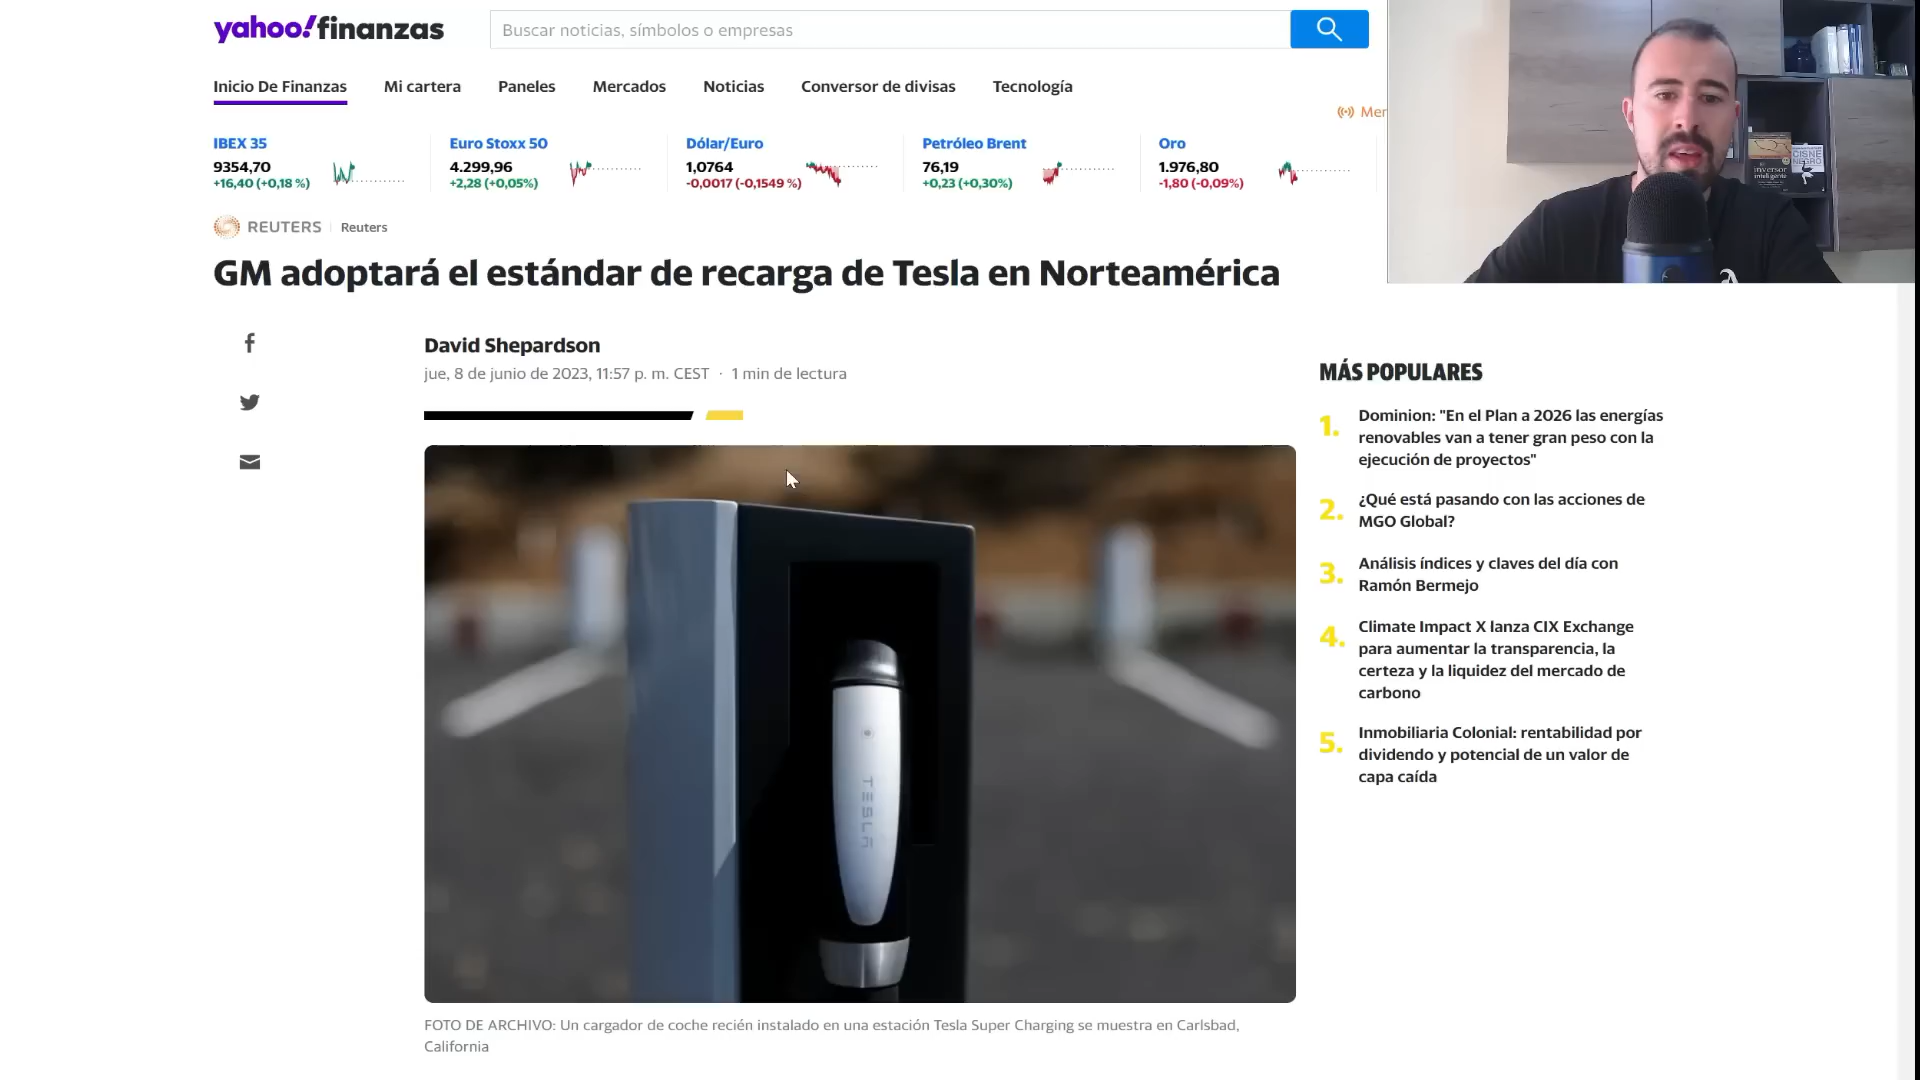 yahoo!finanzas
Buscar noticias, símbolos o empresas
Inicio De Finanzas
Mi cartera
Paneles
Mercados
Noticias
Conversor de divisas
Tecnología
Mer
IBEX 35
9354,70
+16,40 (+0,18 %)
Euro Stoxx 50
4.299,96
+2,28 (+0,05%)
Dólar/Euro
1,0764
-0,0017 (-0,1549 %)
Petróleo Brent
76,19
+0,23 (+0,30%)
Oro
1.976,80
-1,80 (-0,09%)
REUTERS
Reuters
GM adoptará el estándar de recarga de Tesla en Norteamérica
David Shepardson
jue, 8 de junio de 2023, 11:57 p. m. CEST · 1 min de lectura
TESLA
FOTO DE ARCHIVO: Un cargador de coche recién instalado en una estación Tesla Super Charging se muestra en Carlsbad,
California
MÁS POPULARES
1.
Dominion: "En el Plan a 2026 las energías
renovables van a tener gran peso con la
ejecución de proyectos"
2.
¿Qué está pasando con las acciones de
MGO Global?
3.
Análisis índices y claves del día con
Ramón Bermejo
4.
Climate Impact X lanza CIX Exchange
para aumentar la transparencia, la
certeza y la liquidez del mercado de
carbono
5.
Inmobiliaria Colonial: rentabilidad por
dividendo y potencial de un valor de
capa caída
inversor
inteligente
CISNE
NEGRO